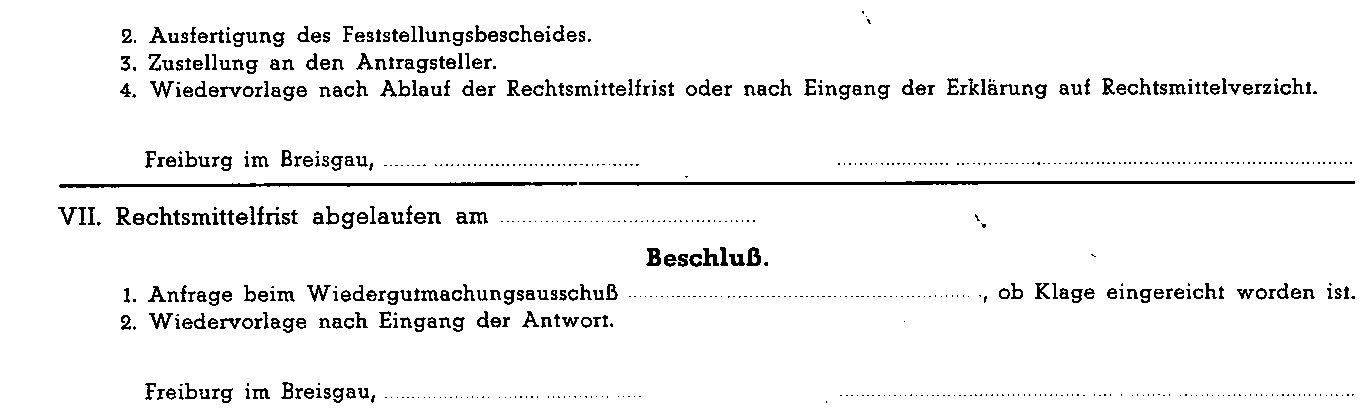 2. Ausfertigung des Feststellungsbescheides.
3. Zustellung an den Antragsteller.
4. Wiedervorlage nach Ablauf der Rechtsmittelfrist oder nach Eingang der Erklärung auf Rechtsmittelverzicht.
Freiburg im Breisgau, ........................................ ........................................
VII. Rechtsmittelfrist abgelaufen am ........................................
Beschluß.
1. Anfrage beim Wiedergutmachungsausschuß ........................................, ob Klage eingereicht worden ist.
2. Wiedervorlage nach Eingang der Antwort.
Freiburg im Breisgau, ........................................ ........................................